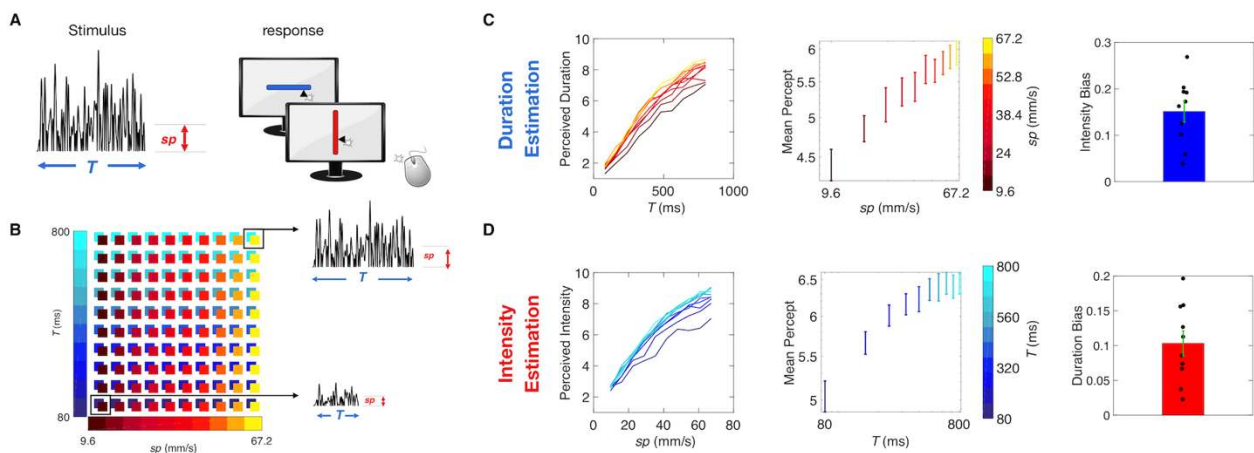 A
Stimulus
response
sp
T
B
800
T (ms)
80
9.6
67.2
sp (mm/s)
sp
T
sp
T
C
Duration
Estimation
Perceived Duration
10
8
6
4
2
0
500
1000
T (ms)
Mean Percept
6
5.5
5
4.5
9.6
67.2
sp (mm/s)
67.2
52.8
38.4
24
9.6
sp (mm/s)
Intensity Bias
0.3
0.2
0.1
0
D
Intensity
Estimation
Perceived Intensity
10
8
6
4
2
0
0
20
40
60
80
sp (mm/s)
Mean Percept
6.5
6
5.5
5
80
800
T (ms)
800
560
320
80
T (ms)
Duration Bias
0.2
0.15
0.1
0.05
0